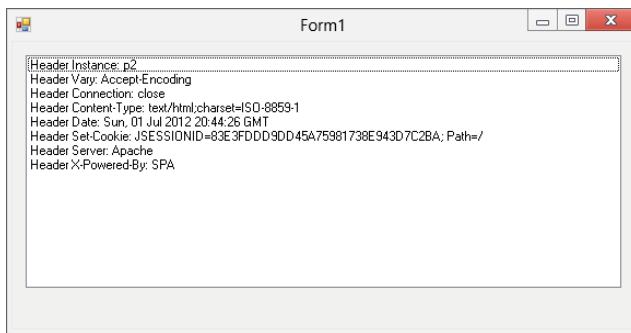 Form1
Header Instance: p2
Header Vary: Accept-Encoding
Header Connection: close
Header Content-Type: text/html;charset=ISO-8859-1
Header Date: Sun, 01 Jul 2012 20:44:26 GMT
Header Set-Cookie: JSESSIONID=83E3FDDD9DD45A75981738E943D7C2BA; Path=/
Header Server: Apache
Header X-Powered-By: SPA